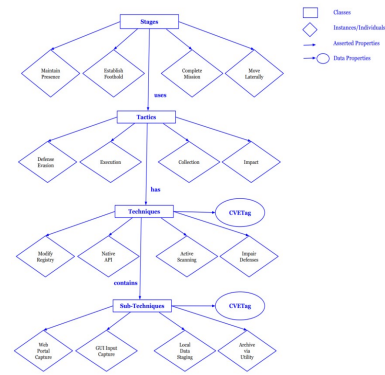 Stages
Classes
Instances/Individuals
Asserted Properties
Data Properties
Maintain
Presence
Establish
Foothold
Complete
Mission
Move
Laterally
uses
Tactics
Defense
Evasion
Execution
Collection
Impact
has
Techniques
CVETag
Modify
Registry
Native
API
Active
Scanning
Impair
Defenses
contains
Sub-Techniques
CVETag
Web
Portal
Capture
GUI Input
Capture
Local
Data
Staging
Archive
via
Utility